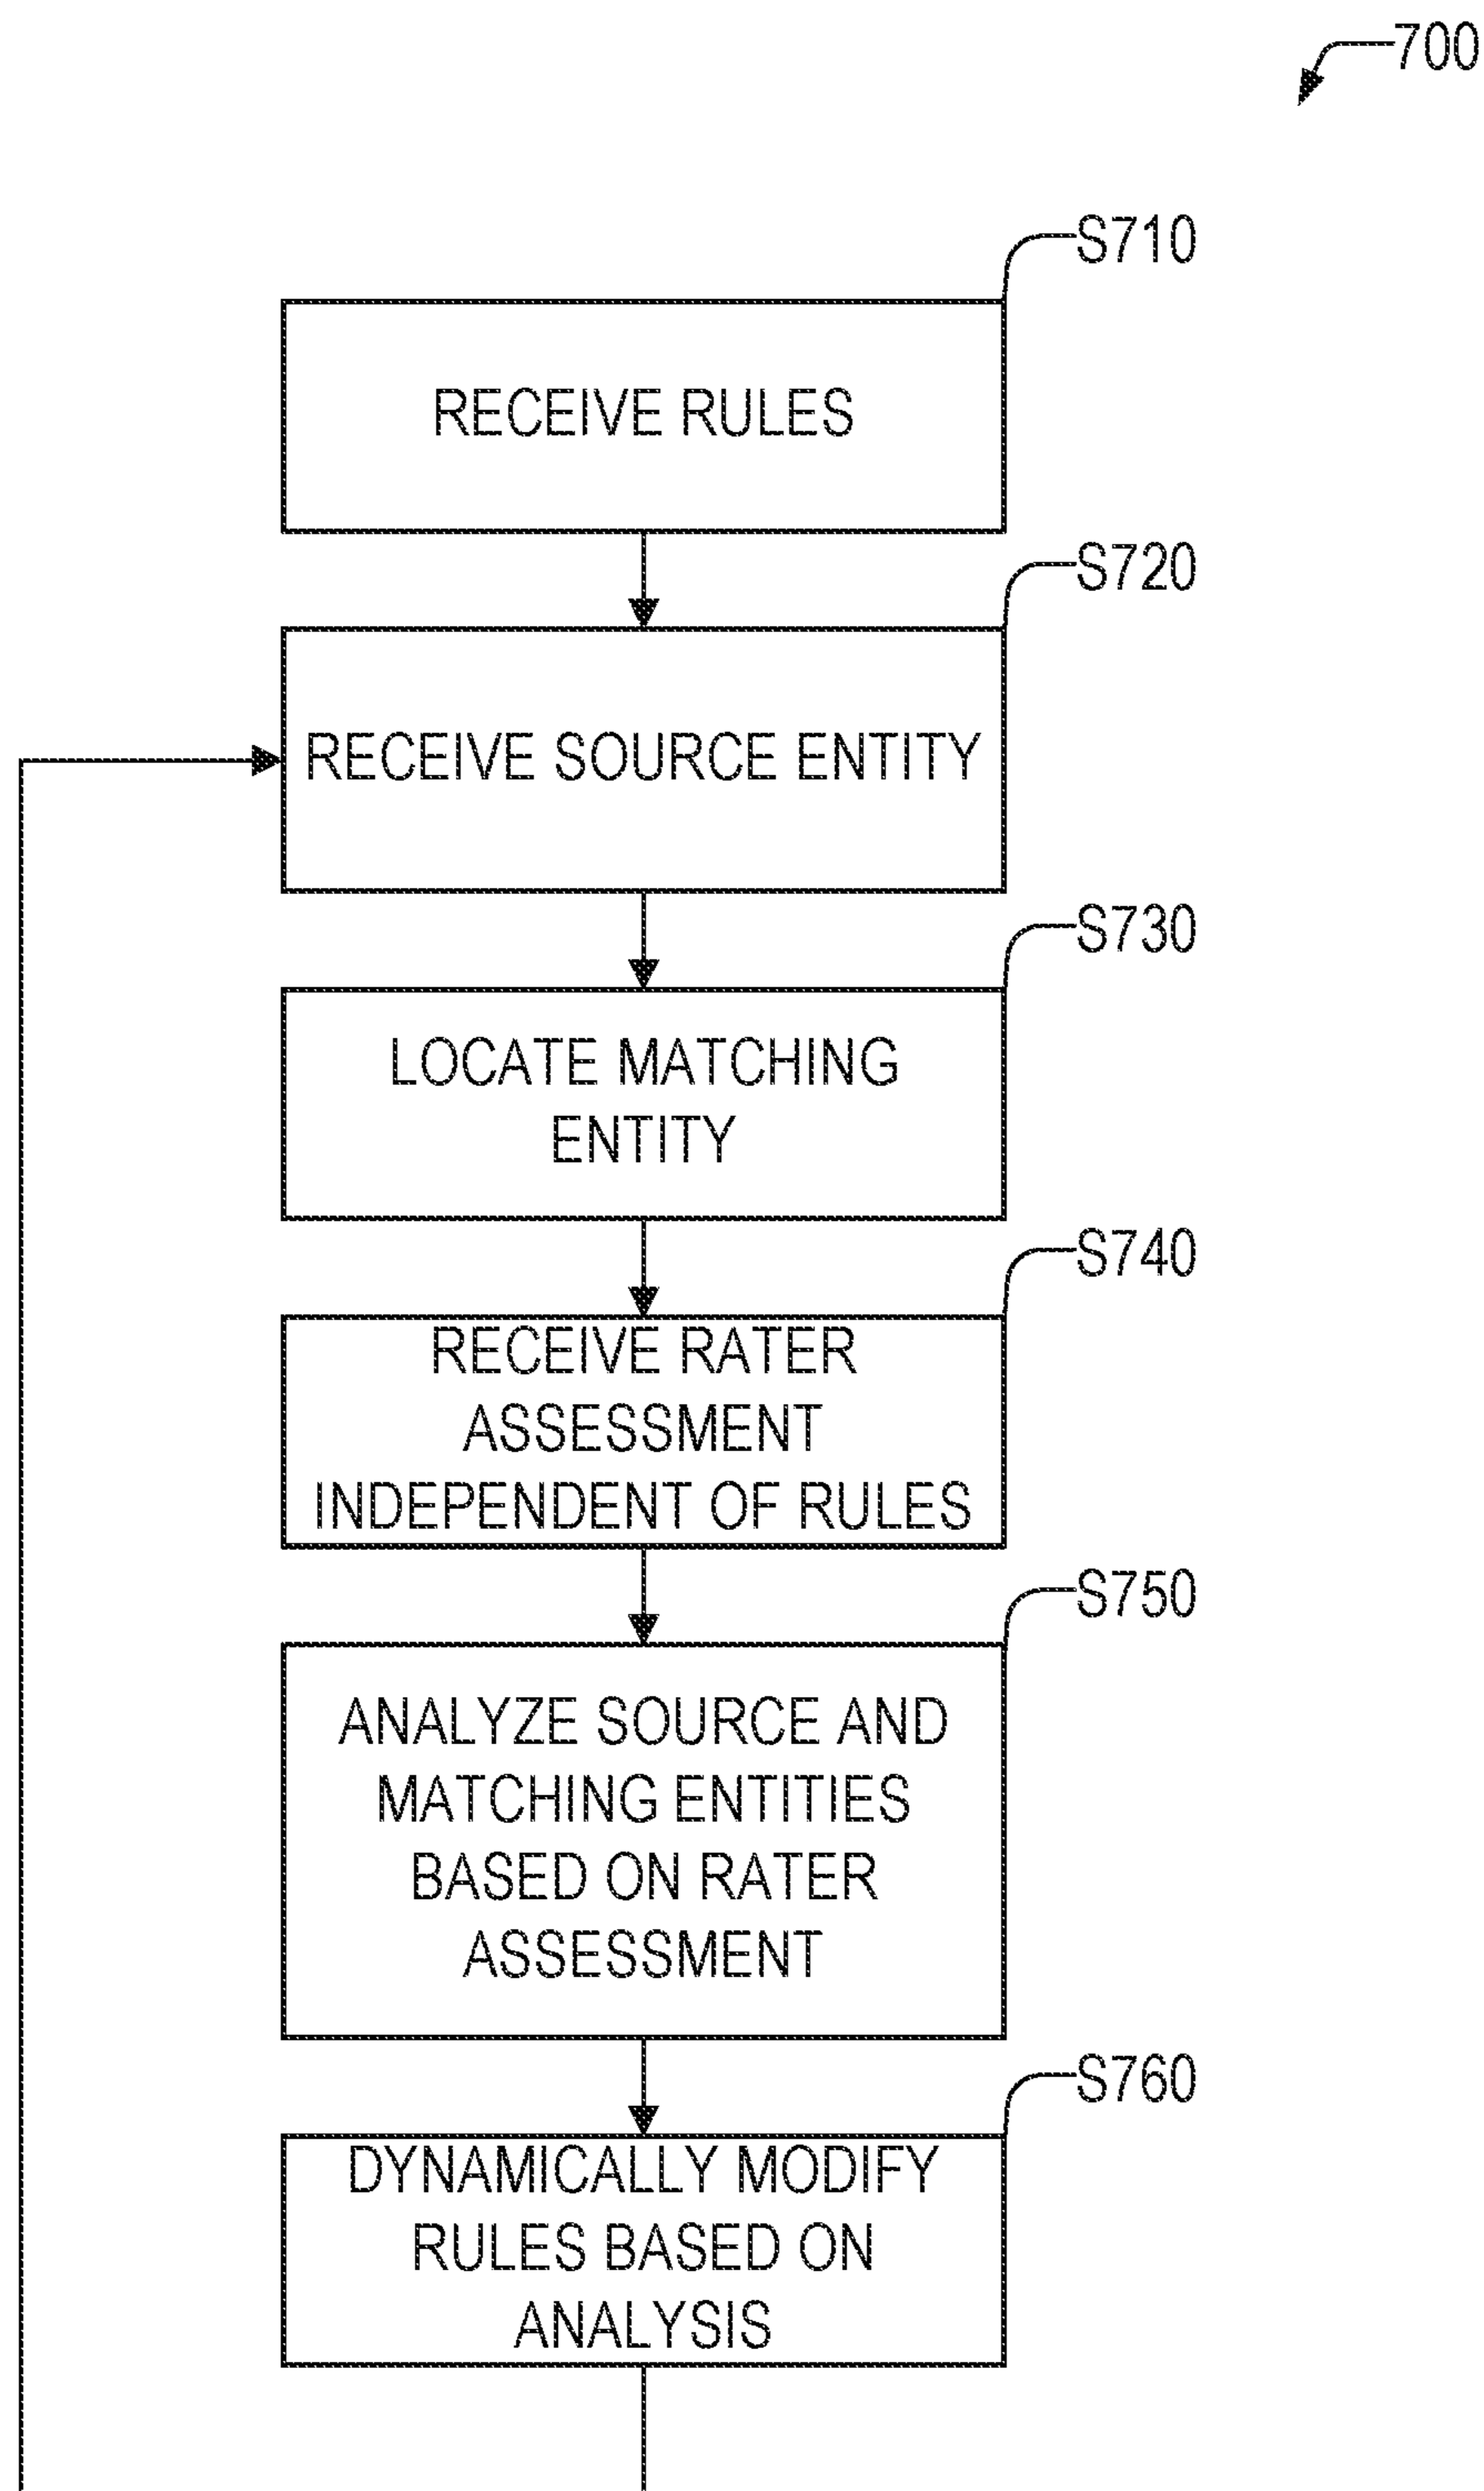 700
S710
RECEIVE RULES
S720
RECEIVE SOURCE ENTITY
S730
LOCATE MATCHING
ENTITY
S740
RECEIVE RATER
ASSESSMENT
INDEPENDENT OF RULES
S750
ANALYZE SOURCE AND
MATCHING ENTITIES
BASED ON RATER
ASSESSMENT
S760
DYNAMICALLY MODIFY
RULES BASED ON
ANALYSIS